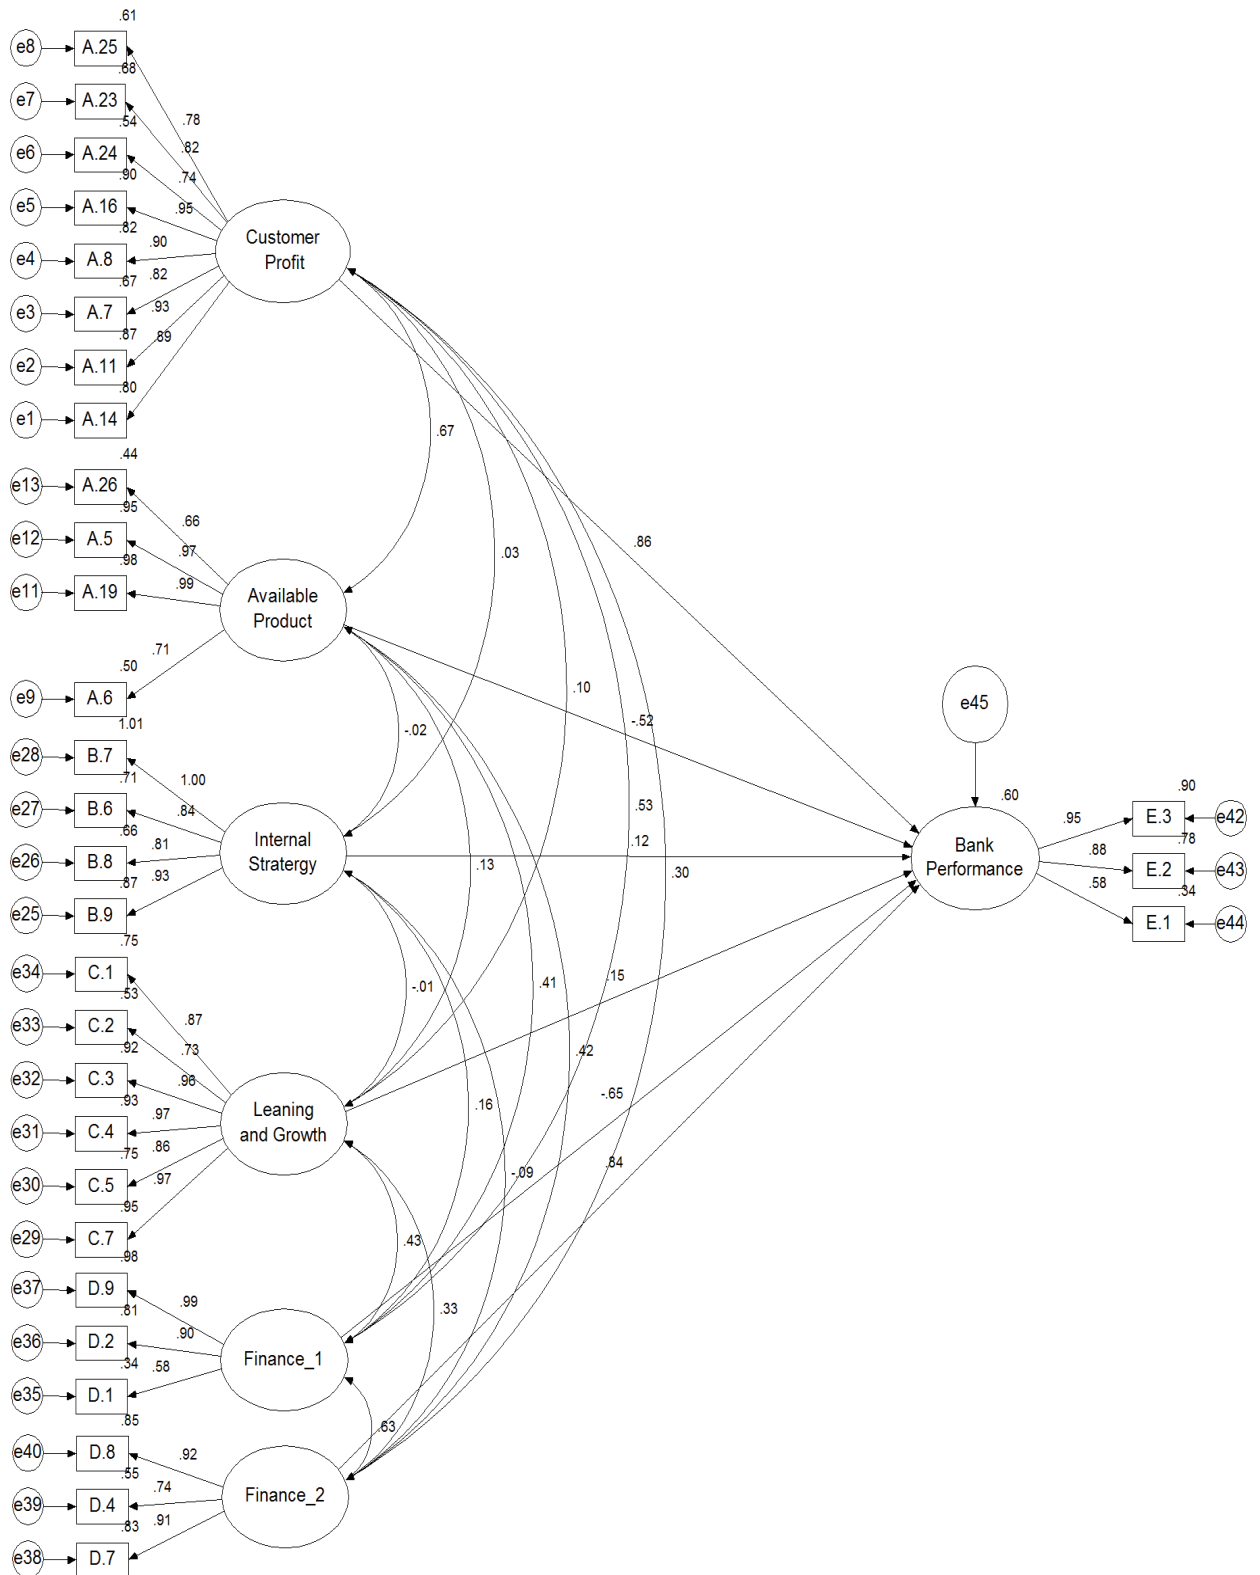 .61
e8 A.25
.68
e7 A.23
.54
.78
e6 A.24
.82
.90
.74
e5 A.16
.95
.82
Customer
Profit
e4 A.8
.90
.67
.82
e3 A.7
.93
.87
.89
e2 A.11
.80
e1 A.14
.67
.44
e13 A.26
.95
.66
e12 A.5
.97
.86
.98
.03
e11 A.19
.99
Available
Product
.71
.50
e9 A.6
.10
1.01
-.52
e45
-.02
e28 B.7
.71
1.00
e27 B.6
.84
.66
.53
.60
.90
.95
E.3 e42
Internal
Stratergy
.81
.12
.78
.88
Bank
Performance
e26 B.8
.87
.93
.13
.30
E.2 e43
.58
.34
e25 B.9
.75
E.1 e44
e34 C.1
.53
-.01
.41
.15
.87
e33 C.2
.92
.73
.42
e32 C.3
.96
.93
-.65
.16
Leaning
and Growth
.97
e31 C.4
.75
.86
.97
-.09
.84
e30 C.5
.95
e29 C.7
.98
.43
e37 D.9
.81
.99
.33
e36 D.2
.90
.34
.58
Finance_1
e35 D.1
.85
.63
e40 D.8
.55
.92
.74
Finance_2
e39 D.4
.83
.91
e38 D.7